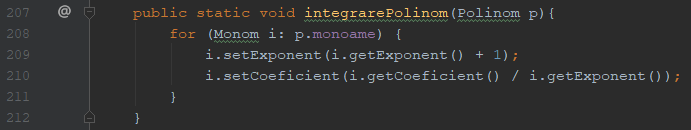 207 @ public static void integrarePolinom(Polinom p){
208 for (Monom i: p.monoame) {
209 i.setExponent(i.getExponent() + 1);
210 i.setCoeficient(i.getCoeficient() / i.getExponent());
211 }
212 }